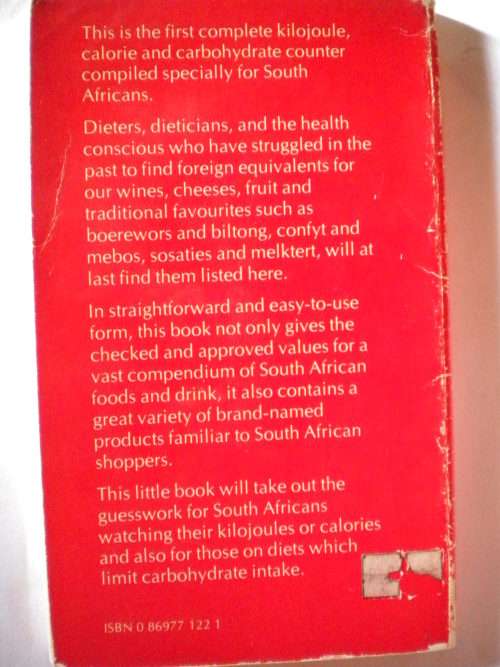 This is the first complete kilojoule,
calorie and carbohydrate counter
compiled specially for South
Africans.
Dieters, dieticians, and the health
conscious who have struggled in the
past to find foreign equivalents for
our wines, cheeses, fruit and
traditional favourites such as
boerewors and biltong, confyt and
mebos, sosaties and melktert, will at
last find them listed here.
In straightforward and easy-to-use
form, this book not only gives the
checked and approved values for a
vast compendium of South African
foods and drink, it also contains a
great variety of brand-named
products familiar to South African
shoppers.
This little book will take out the
guesswork for South Africans
watching their kilojoules or calories
and also for those on diets which
limit carbohydrate intake.
ISBN 0 86977 122 1